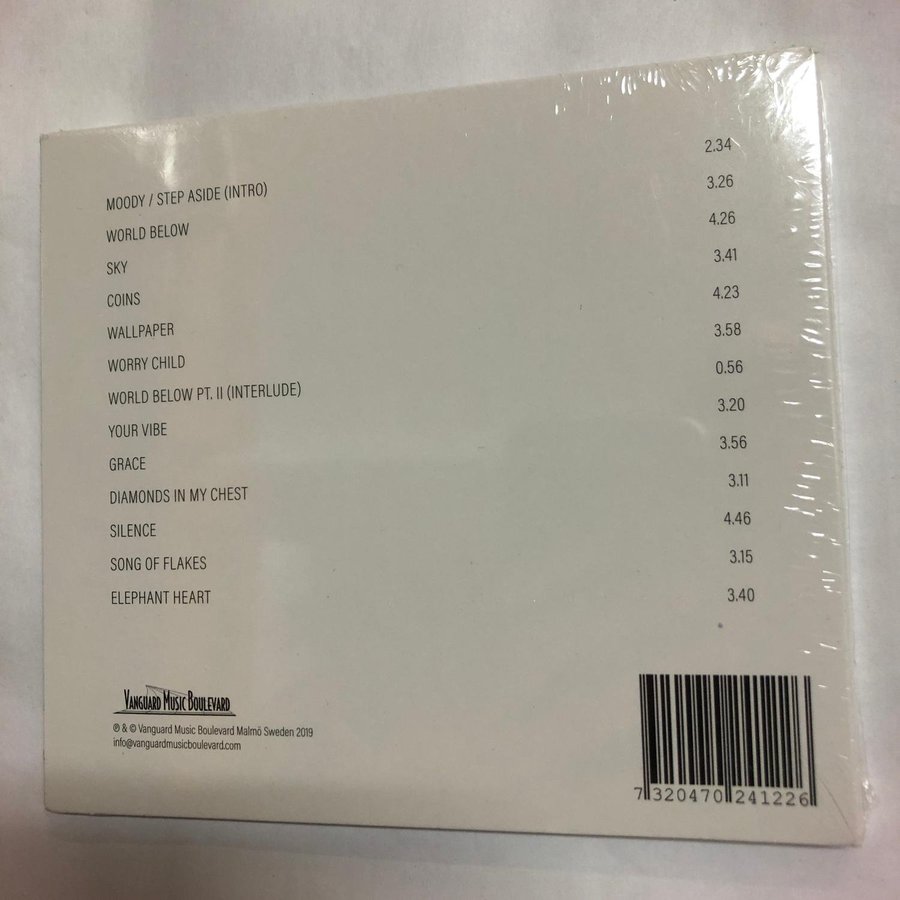 MOODY / STEP ASIDE (INTRO) 2.34
WORLD BELOW 3.26
SKY 4.26
COINS 3.41
WALLPAPER 4.23
WORRY CHILD 3.58
WORLD BELOW PT. II (INTERLUDE) 0.56
YOUR VIBE 3.20
GRACE 3.56
DIAMONDS IN MY CHEST 3.11
SILENCE 4.46
SONG OF FLAKES 3.15
ELEPHANT HEART 3.40
VANGUARD MUSIC BOULEVARD
℗ & © Vanguard Music Boulevard Malmö Sweden 2019
info@vanguardmusicboulevard.com
7 320470 241226